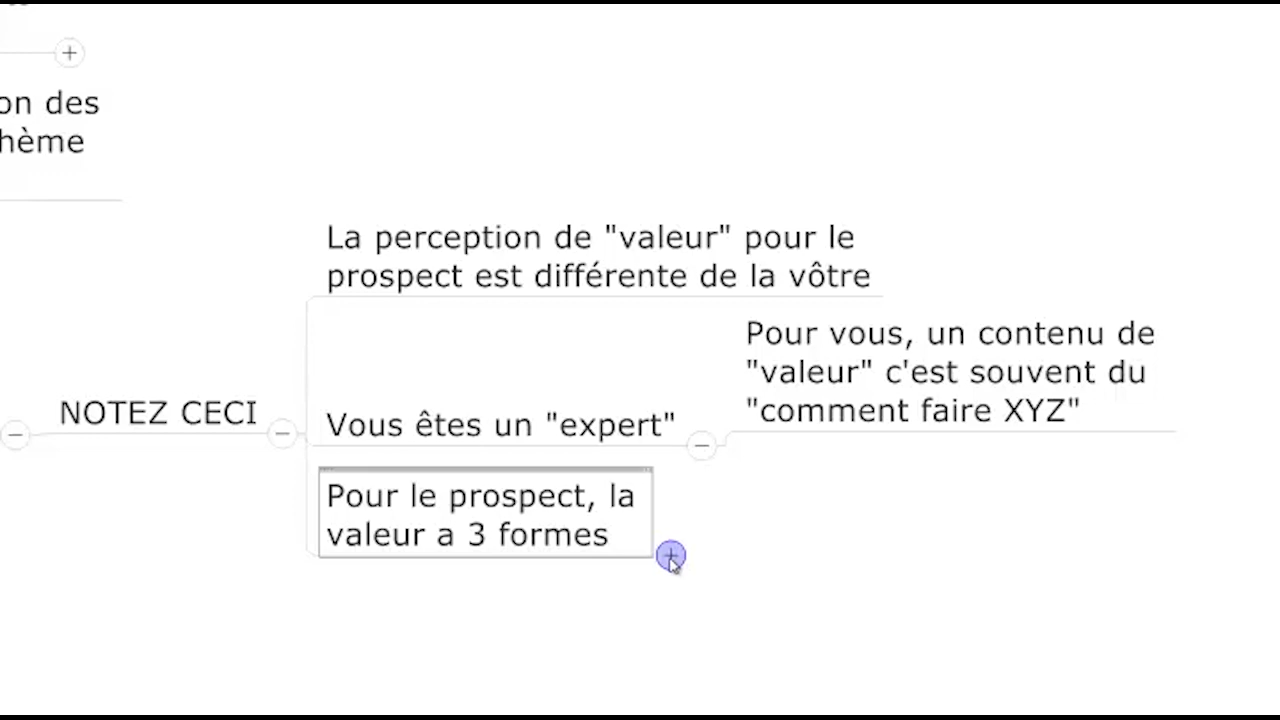 on des
hème
La perception de "valeur" pour le
prospect est différente de la vôtre
Pour vous, un contenu de
"valeur" c'est souvent du
"comment faire XYZ"
NOTEZ CECI
Vous êtes un "expert"
Pour le prospect, la
valeur a 3 formes